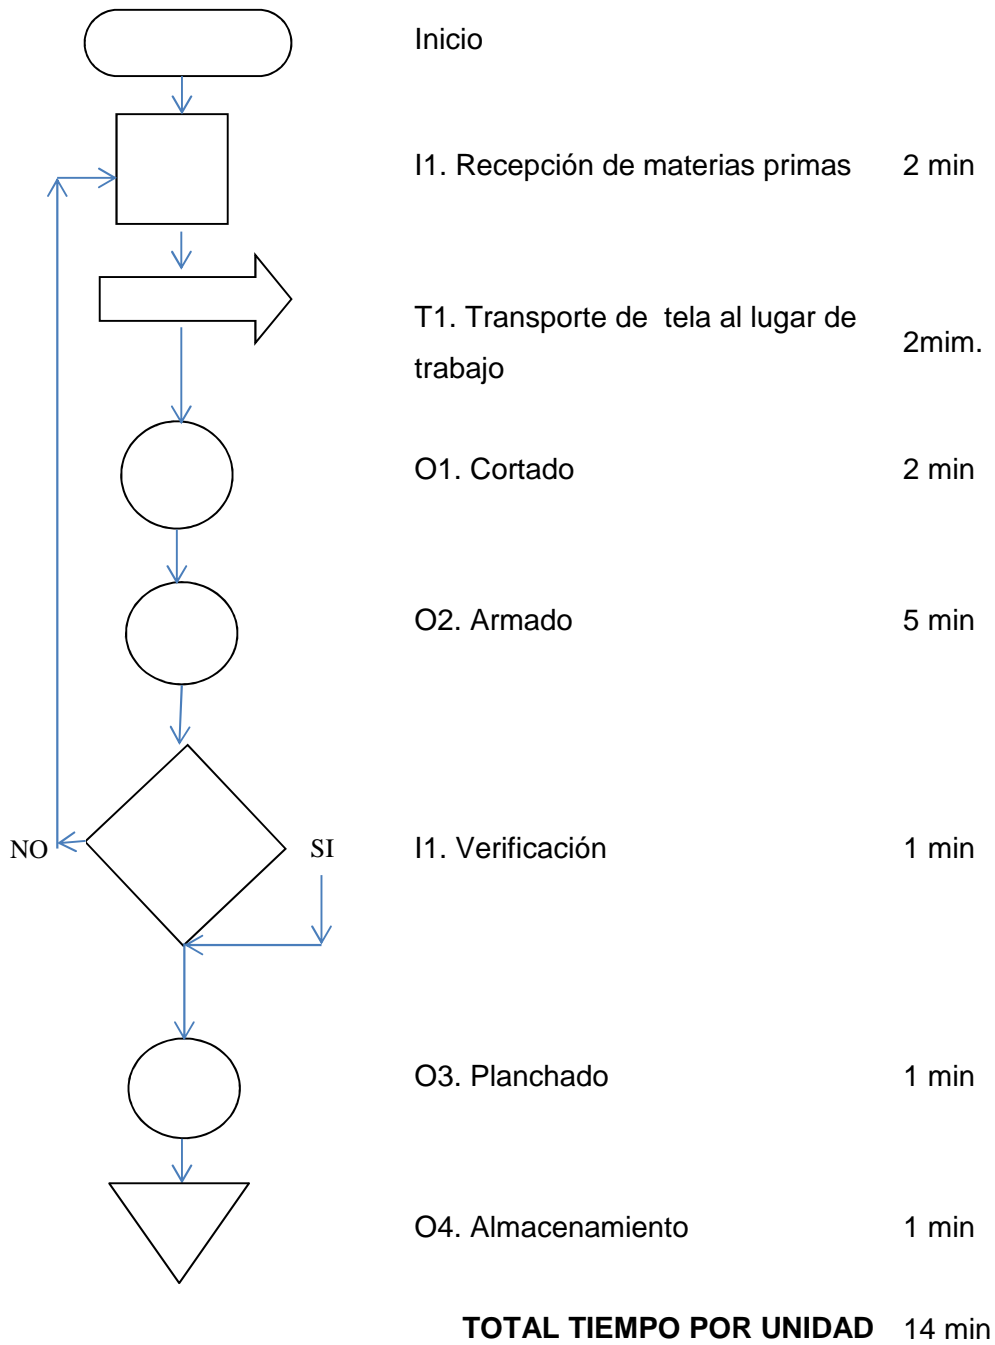 Inicio
I1. Recepción de materias primas 2 min
T1. Transporte de  tela al lugar de
trabajo
2mim.
O1. Cortado 2 min
O2. Armado 5 min
NO
SI
I1. Verificación 1 min
O3. Planchado 1 min
O4. Almacenamiento 1 min
TOTAL TIEMPO POR UNIDAD 14 min